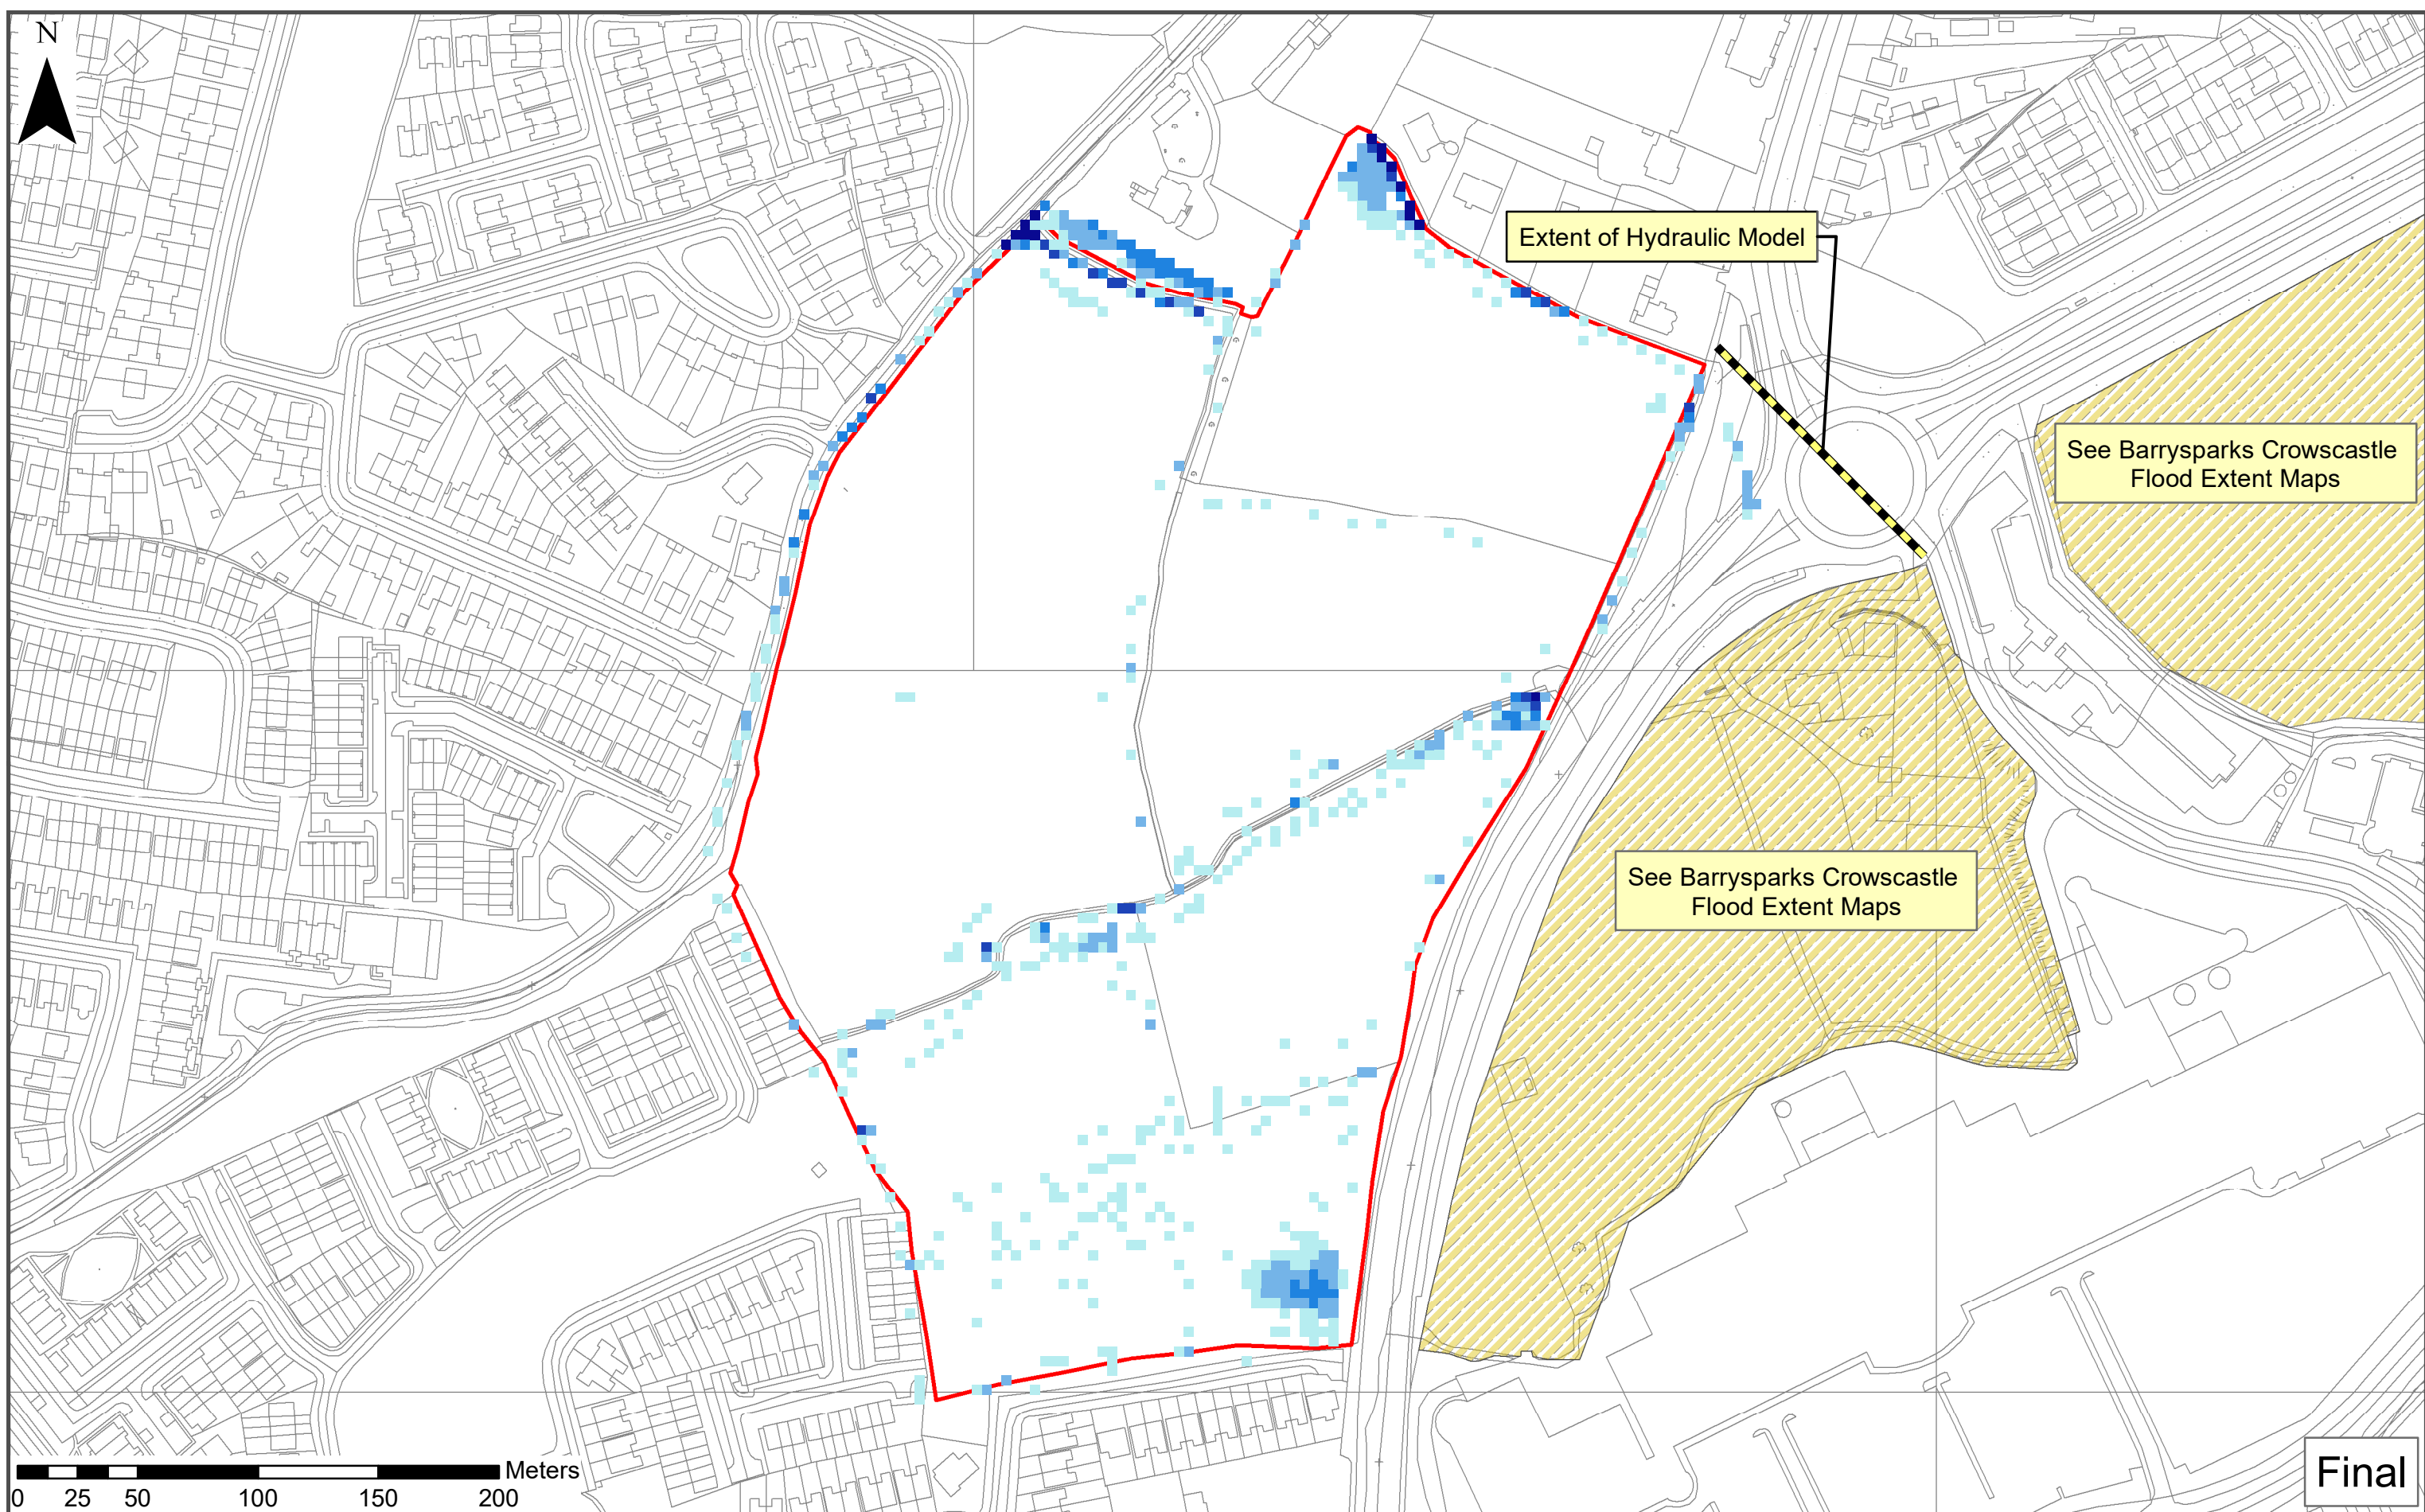 N
Extent of Hydraulic Model
See Barrysparks Crowscastle
Flood Extent Maps
See Barrysparks Crowscastle
Flood Extent Maps
Meters
0 25 50 100 150 200
Final